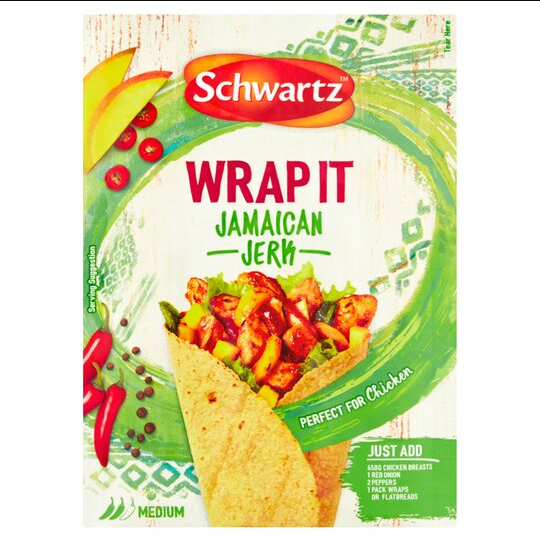 Tear Here
Schwartz™
WRAP IT
JAMAICAN
JERK
Serving Suggestion
PERFECT FOR Chicken
JUST ADD
450G CHICKEN BREASTS
1 RED ONION
2 PEPPERS
1 PACK WRAPS
OR FLATBREADS
MEDIUM